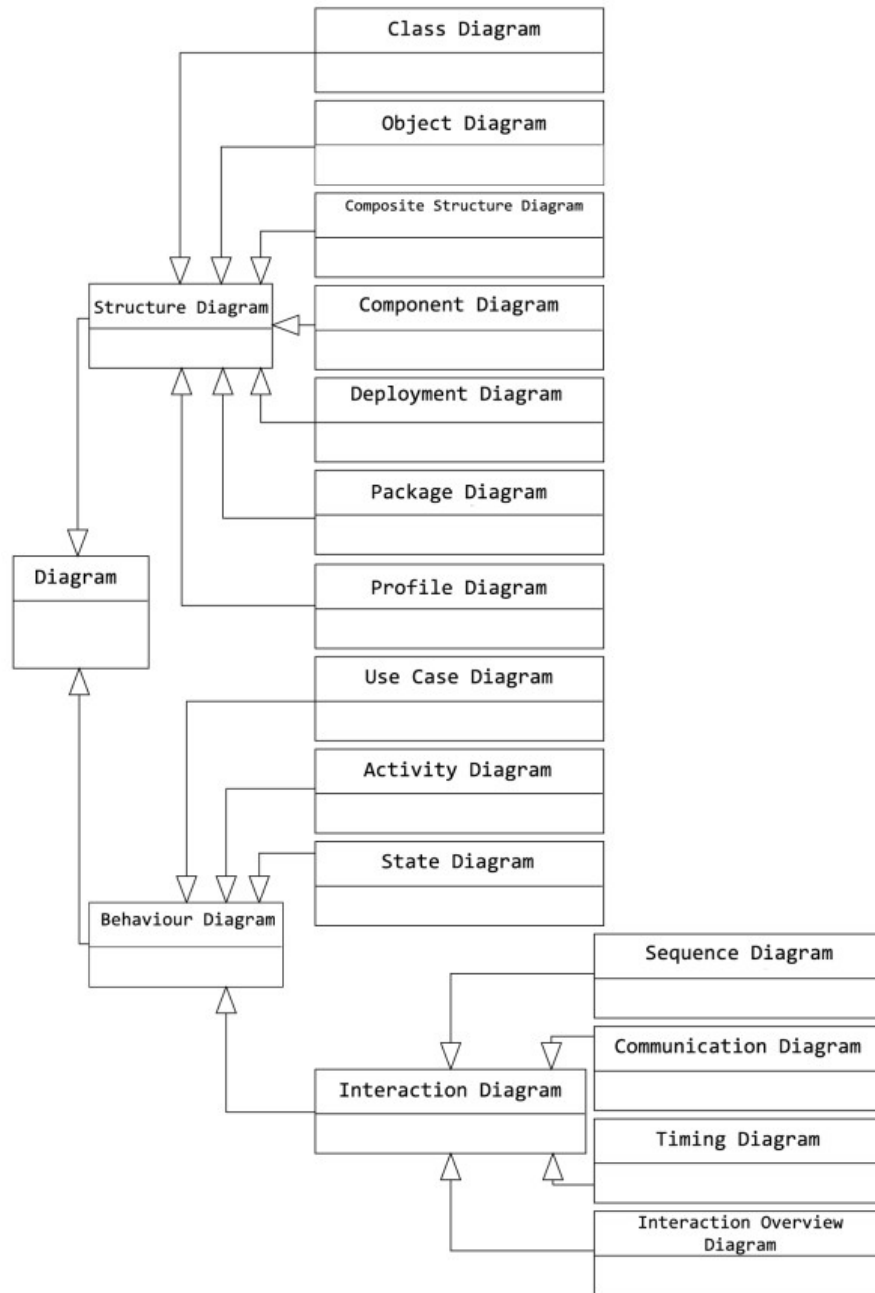 Class Diagram
Object Diagram
Composite Structure Diagram
Structure Diagram
Component Diagram
Deployment Diagram
Package Diagram
Diagram
Profile Diagram
Use Case Diagram
Activity Diagram
State Diagram
Behaviour Diagram
Sequence Diagram
Communication Diagram
Interaction Diagram
Timing Diagram
Interaction Overview
Diagram